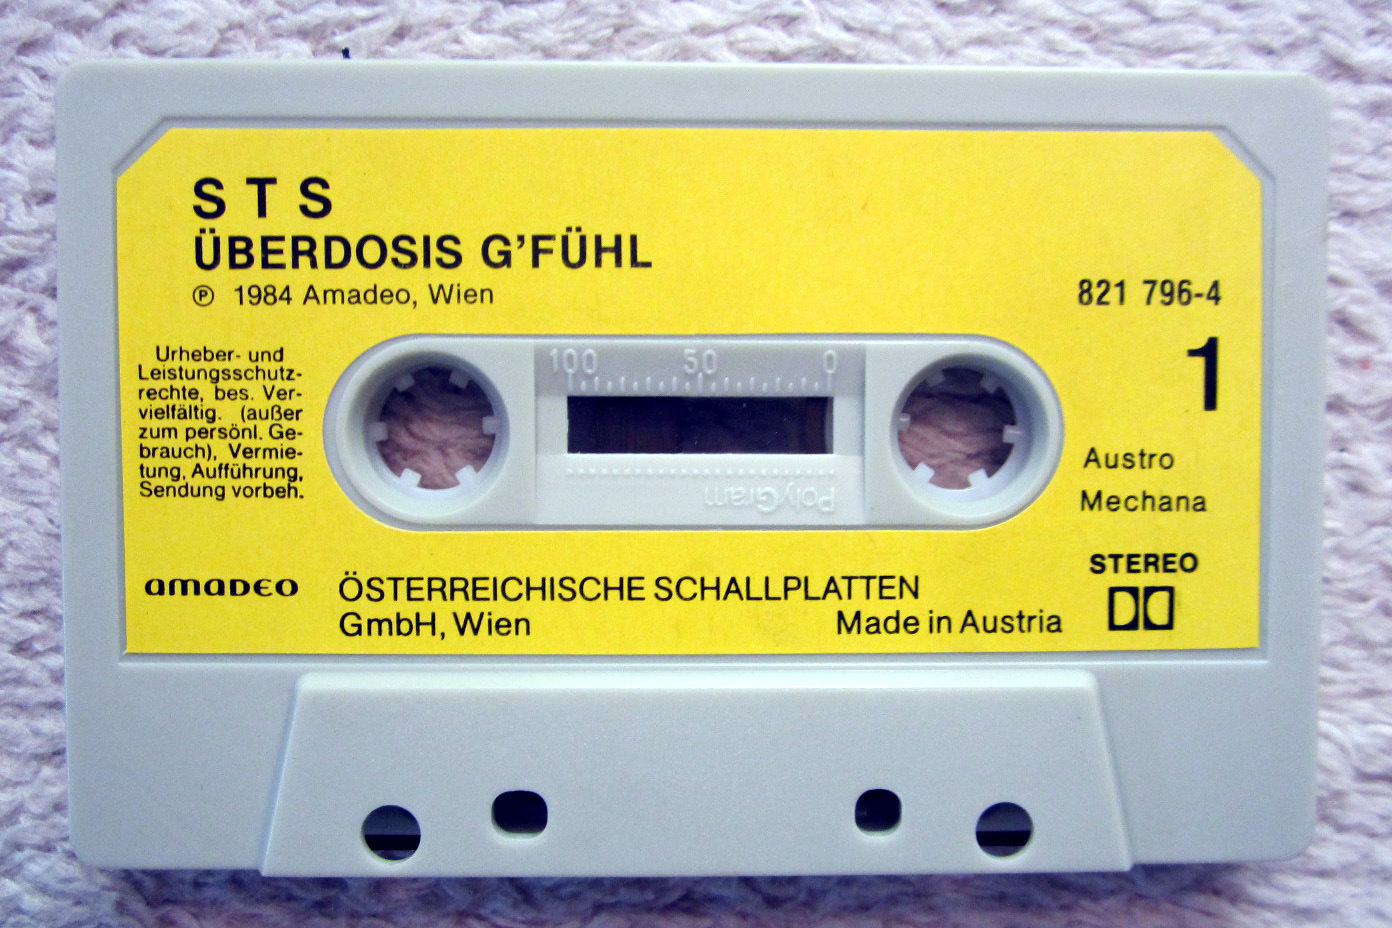 STS
ÜBERDOSIS G'FÜHL
℗ 1984 Amadeo, Wien
821 796-4
1
Urheber- und
Leistungsschutz-
rechte, bes. Ver-
vielfältig. (außer
zum persönl. Ge-
brauch), Vermie-
tung, Aufführung,
Sendung vorbeh.
100 50 0
PolyGram
Austro
Mechana
STEREO
amaDEO
ÖSTERREICHISCHE SCHALLPLATTEN
GmbH, Wien
Made in Austria